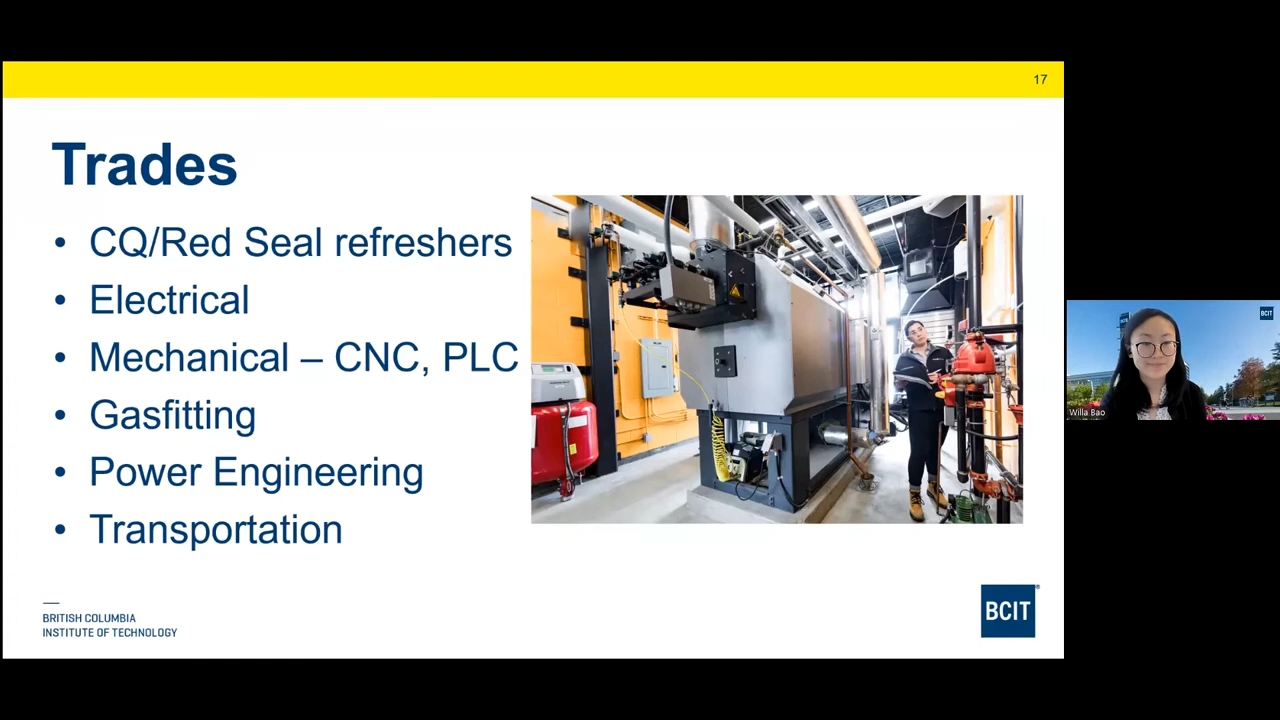 17
Trades
• CQ/Red Seal refreshers
• Electrical
• Mechanical – CNC, PLC
• Gasfitting
• Power Engineering
• Transportation
BRITISH COLUMBIA
INSTITUTE OF TECHNOLOGY
BCIT®
BCIT
Willa Bao